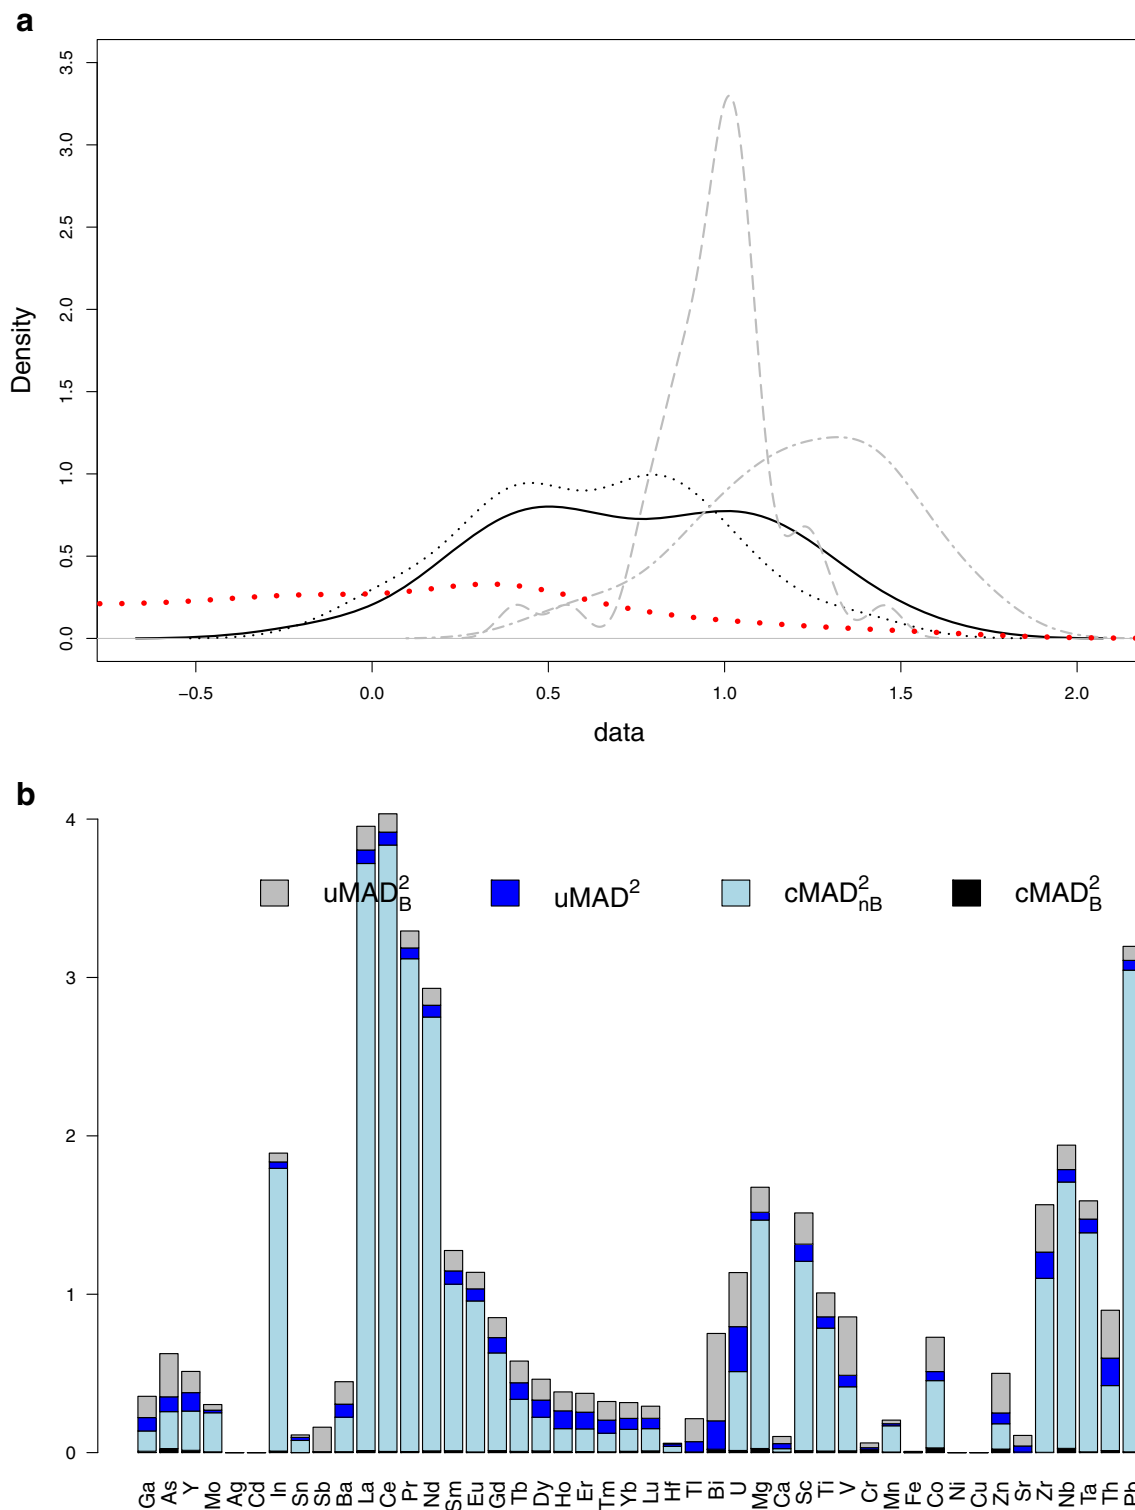 a
3.5
3.0
2.5
2.0
1.5
1.0
0.5
0.0
Density
−0.5 0.0 0.5 1.0 1.5 2.0
data
b
4
3
2
1
0
uMAD²B uMAD² cMAD²nB cMAD²B
Ga As Y Mo Ag Cd In Sn Sb Ba La Ce Pr Nd Sm Eu Gd Tb Dy Ho Er Tm Yb Lu Hf Tl Bi U Mg Ca Sc Ti V Cr Mn Fe Co Ni Cu Zn Sr Zr Nb Ta Th Pb